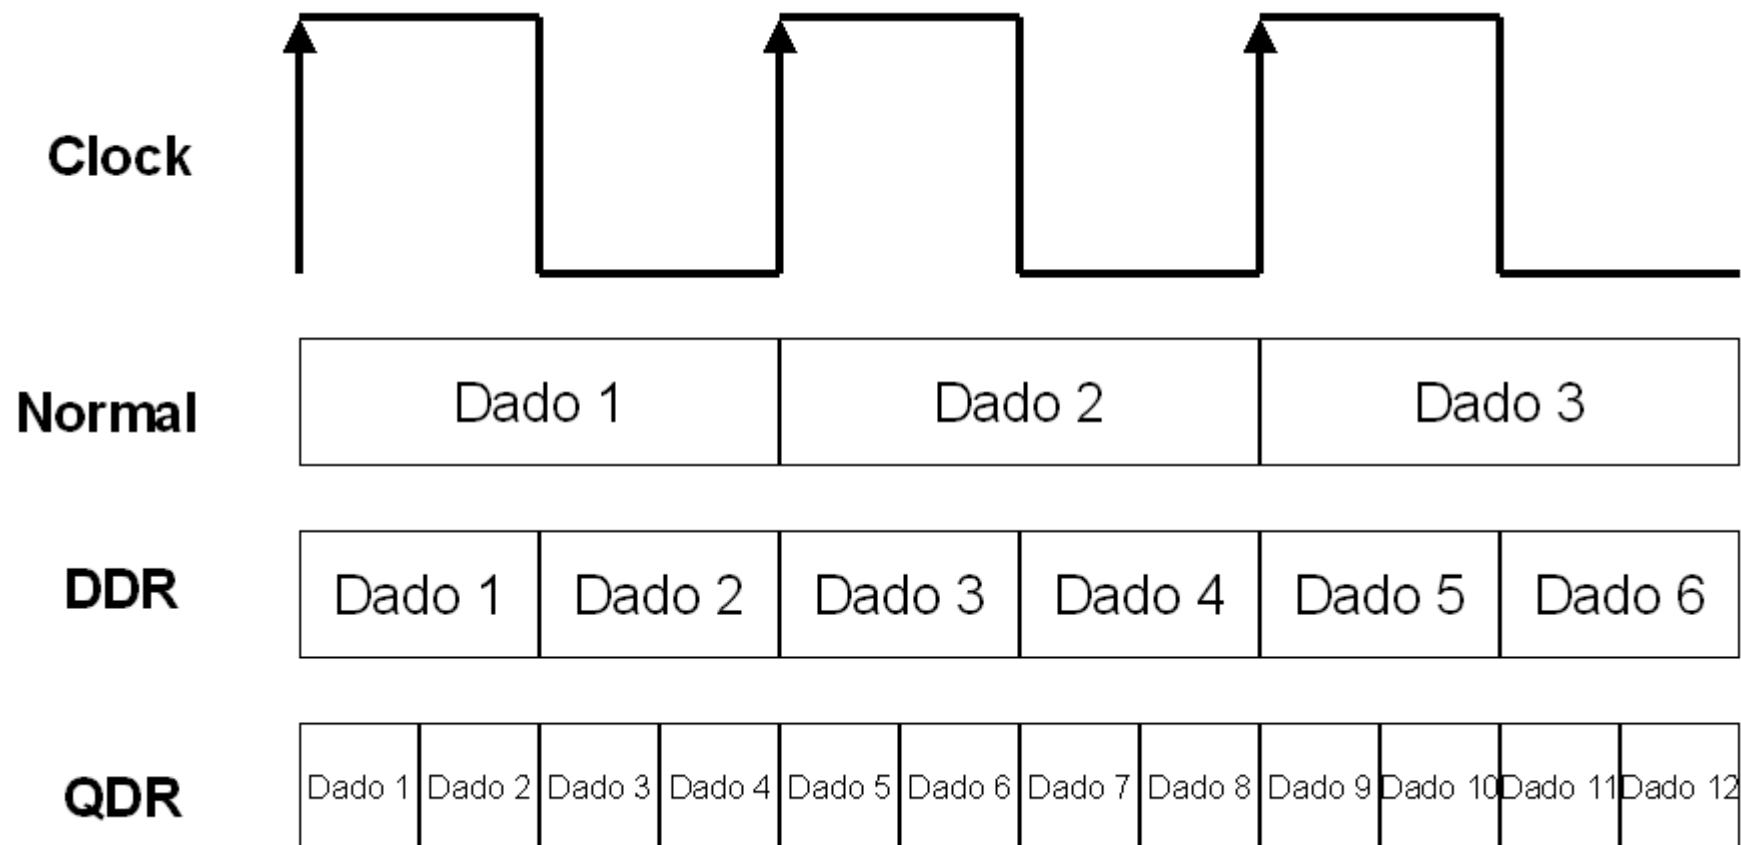 Clock
Normal Dado 1 Dado 2 Dado 3
DDR Dado 1 Dado 2 Dado 3 Dado 4 Dado 5 Dado 6
QDR Dado 1 Dado 2 Dado 3 Dado 4 Dado 5 Dado 6 Dado 7 Dado 8 Dado 9 Dado 10 Dado 11 Dado 12